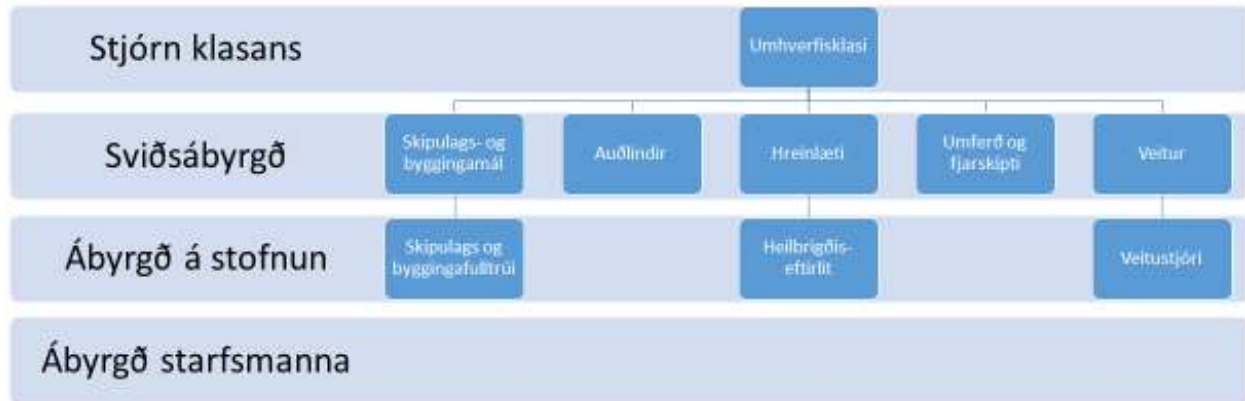 Stjórn klasans
Umhverfisklasi
Sviðsábyrgð
Skipulags- og
byggingamál
Auðlindir
Hreinlæti
Umferð og
fjarskipti
Veitur
Ábyrgð á stofnun
Skipulags og
byggingafulltrúi
Heilbrigðis-
eftirlit
Veitustjóri
Ábyrgð starfsmanna